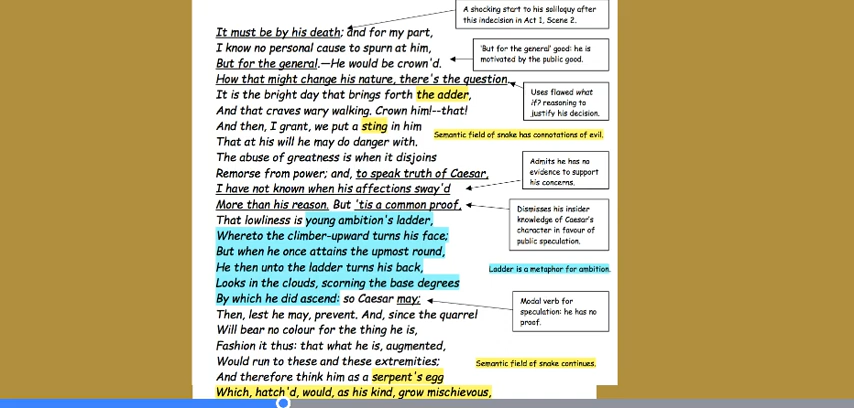 A shocking start to his soliloquy after
this indecision in Act 1, Scene 2.
It must be by his death; and for my part,
I know no personal cause to spurn at him,
But for the general.—He would be crown'd.
'But for the general' good: he is
motivated by the public good.
How that might change his nature, there's the question.
It is the bright day that brings forth the adder,
And that craves wary walking. Crown him!--that!
Uses flawed what
if? reasoning to
justify his decision.
And then, I grant, we put a sting in him
Semantic field of snake has connotations of evil.
That at his will he may do danger with.
The abuse of greatness is when it disjoins
Remorse from power; and, to speak truth of Caesar,
I have not known when his affections sway'd
Admits he has no
evidence to support
his concerns.
More than his reason. But 'tis a common proof,
That lowliness is young ambition's ladder,
Whereto the climber-upward turns his face;
Dismisses his insider
knowledge of Caesar's
character in favour of
public speculation.
But when he once attains the upmost round,
He then unto the ladder turns his back,
Ladder is a metaphor for ambition.
Looks in the clouds, scorning the base degrees
By which he did ascend: so Caesar may;
Modal verb for
speculation: he has no
proof.
Then, lest he may, prevent. And, since the quarrel
Will bear no colour for the thing he is,
Fashion it thus: that what he is, augmented,
Would run to these and these extremities;
Semantic field of snake continues.
And therefore think him as a serpent's egg
Which, hatch'd, would, as his kind, grow mischievous,